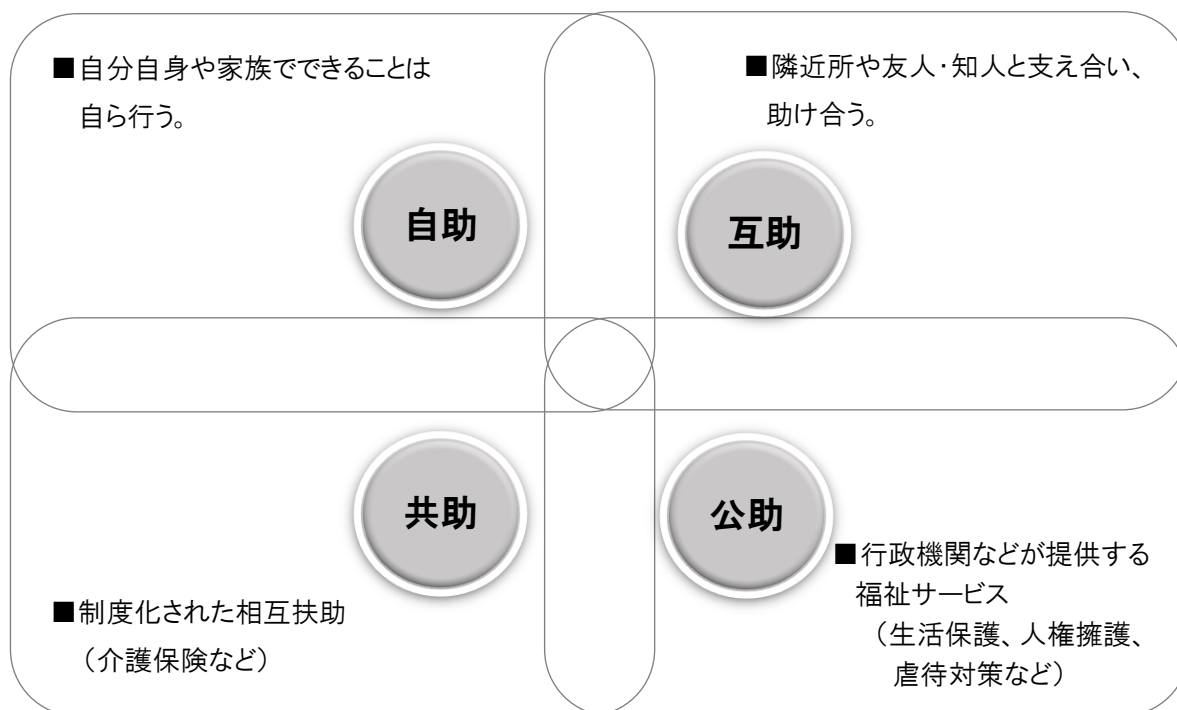 ■自分自身や家族でできることは
自ら行う。
自助
■隣近所や友人・知人と支え合い、
助け合う。
互助
共助
■制度化された相互扶助
（介護保険など）
公助
■行政機関などが提供する
福祉サービス
（生活保護、人権擁護、
虐待対策など）